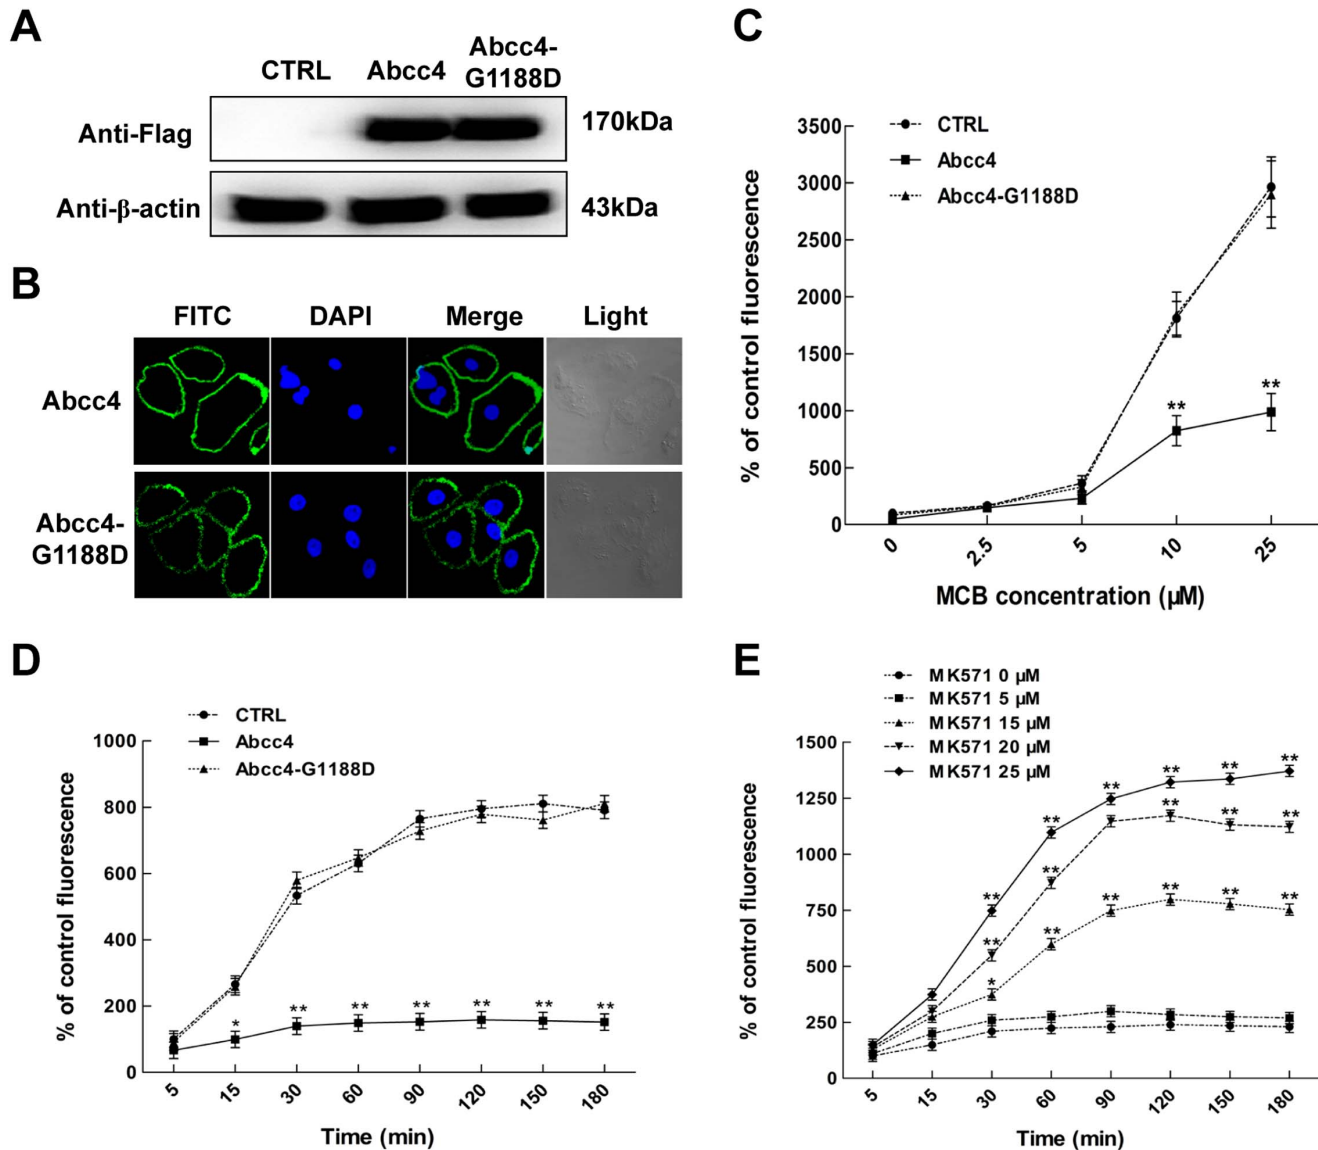 A
CTRL Abcc4 Abcc4-
G1188D
Anti-Flag 170kDa
Anti-β-actin 43kDa
B
FITC DAPI Merge Light
Abcc4
Abcc4-
G1188D
C
CTRL
Abcc4
Abcc4-G1188D
% of control fluorescence
3500
3000
2500
2000
1500
1000
500
0
** **
0 2.5 5 10 25
MCB concentration (µM)
D
CTRL
Abcc4
Abcc4-G1188D
% of control fluorescence
1000
800
600
400
200
0
* ** ** ** ** ** **
5 15 30 60 90 120 150 180
Time (min)
E
MK571 0 µM
MK571 5 µM
MK571 15 µM
MK571 20 µM
MK571 25 µM
% of control fluorescence
1500
1250
1000
750
500
250
0
** ** ** ** ** **
** ** ** ** ** **
* ** ** ** ** **
5 15 30 60 90 120 150 180
Time (min)